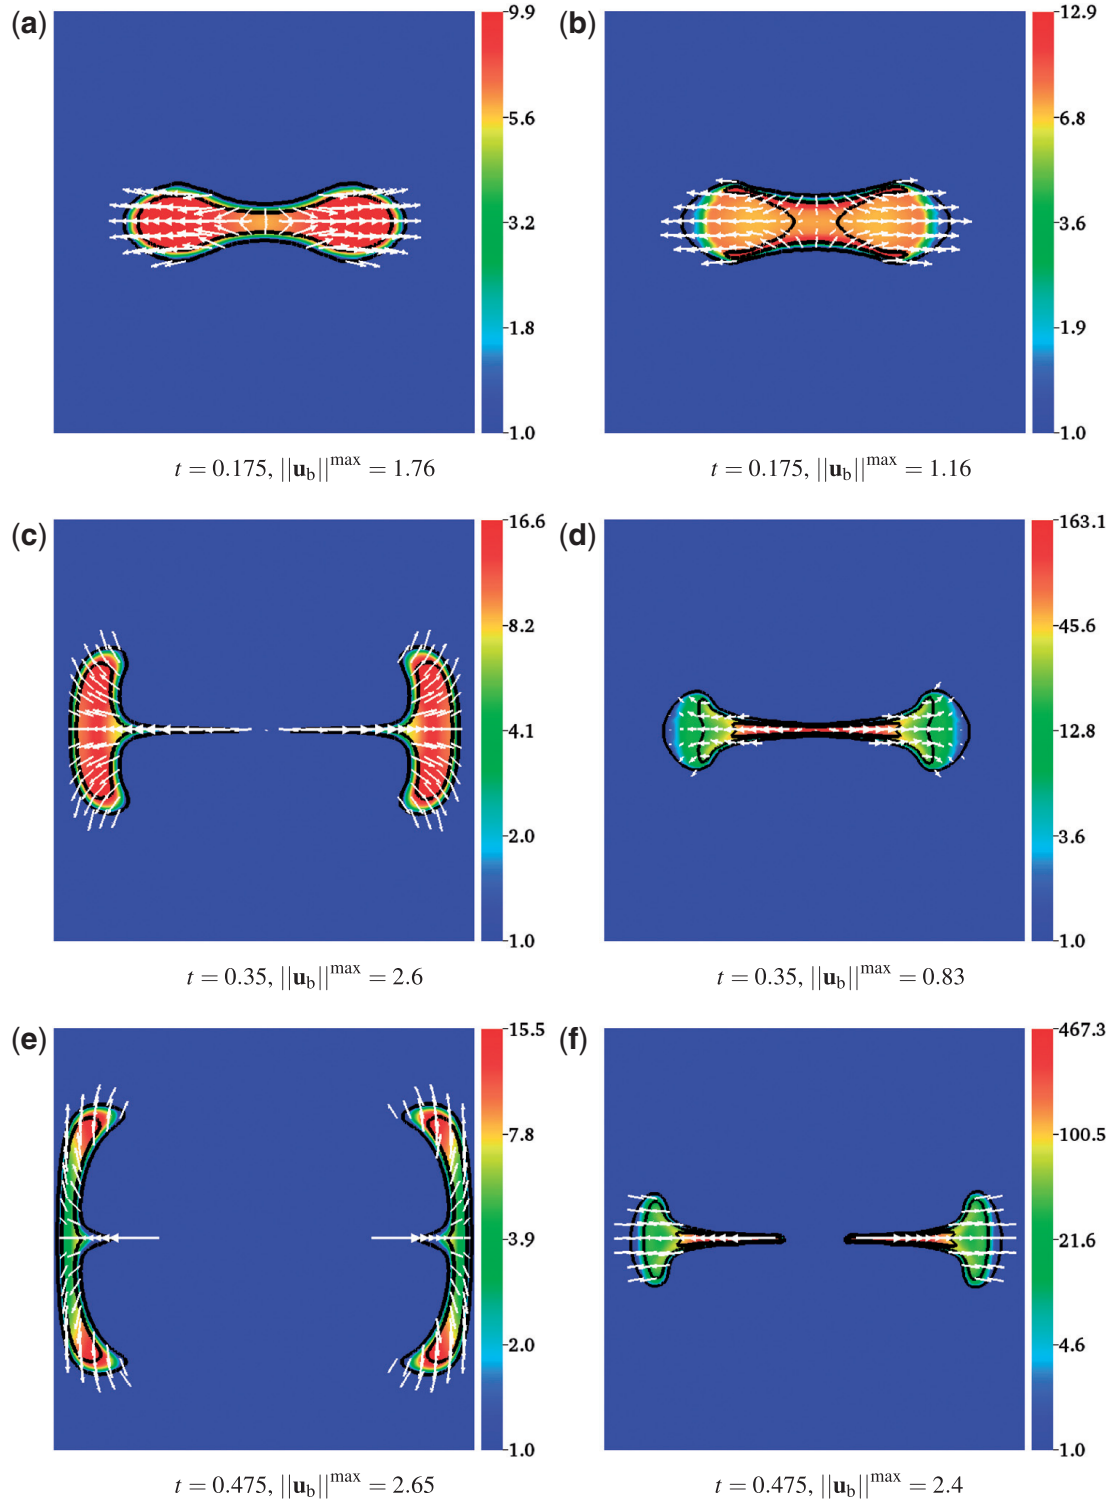 (a)
9.9
5.6
3.2
1.8
1.0
t = 0.175, ||u_b||^max = 1.76
(b)
12.9
6.8
3.6
1.9
1.0
t = 0.175, ||u_b||^max = 1.16
(c)
16.6
8.2
4.1
2.0
1.0
t = 0.35, ||u_b||^max = 2.6
(d)
163.1
45.6
12.8
3.6
1.0
t = 0.35, ||u_b||^max = 0.83
(e)
15.5
7.8
3.9
2.0
1.0
t = 0.475, ||u_b||^max = 2.65
(f)
467.3
100.5
21.6
4.6
1.0
t = 0.475, ||u_b||^max = 2.4